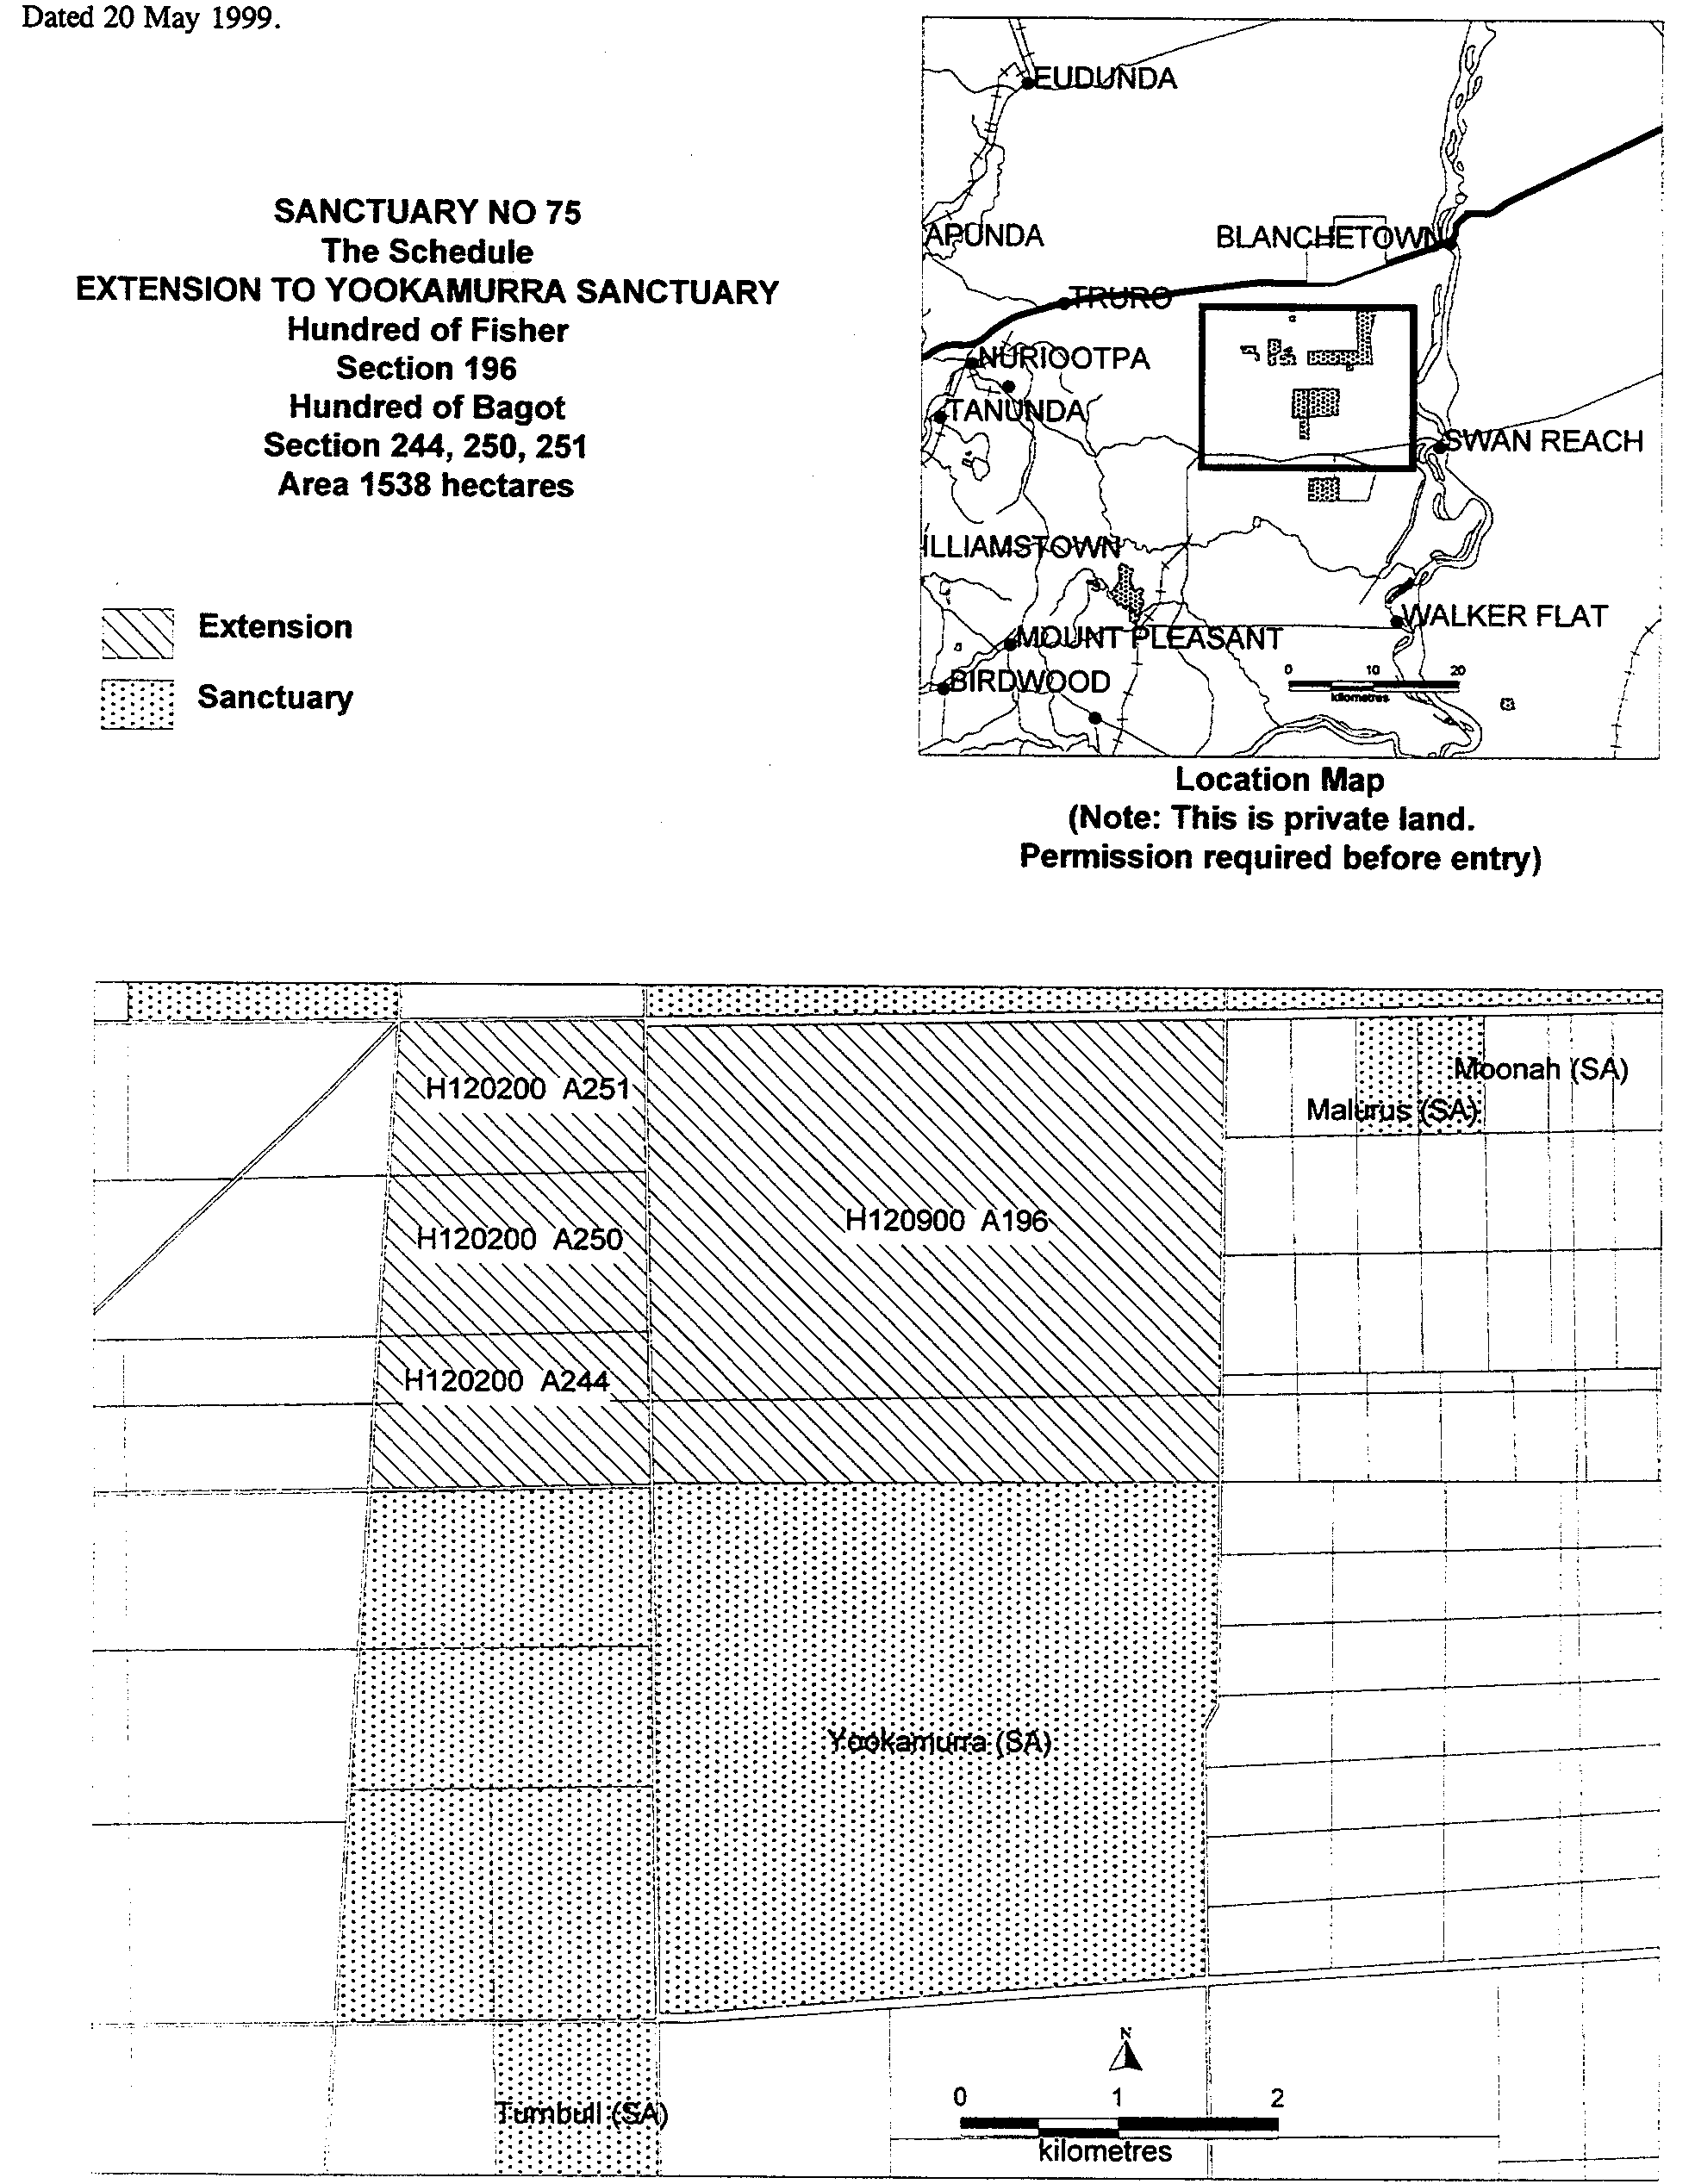 Dated 20 May 1999.
SANCTUARY NO 75
The Schedule
EXTENSION TO YOOKAMURRA SANCTUARY
Hundred of Fisher
Section 196
Hundred of Bagot
Section 244, 250, 251
Area 1538 hectares
Extension
Sanctuary
EUDUNDA
APUNDA
BLANCHETOWN
TRURO
NURIOOTPA
TANUNDA
SWAN REACH
ILLIAMSTOWN
WALKER FLAT
MOUNT PLEASANT
BIRDWOOD
0 10 20
kilometres
Location Map
(Note: This is private land.
Permission required before entry)
H120200 A251
Moonah (SA)
Malurus (SA)
H120900 A196
H120200 A250
H120200 A244
Yookamurra (SA)
N
0 1 2
kilometres
Turnbull (SA)